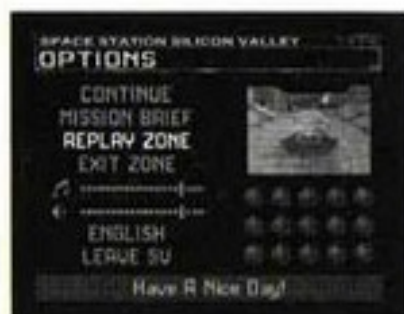 SPACE STATION SILICON VALLEY
OPTIONS
CONTINUE
MISSION BRIEF
REPLAY ZONE
EXIT ZONE
ENGLISH
LEAVE SV
Have A Nice Day!